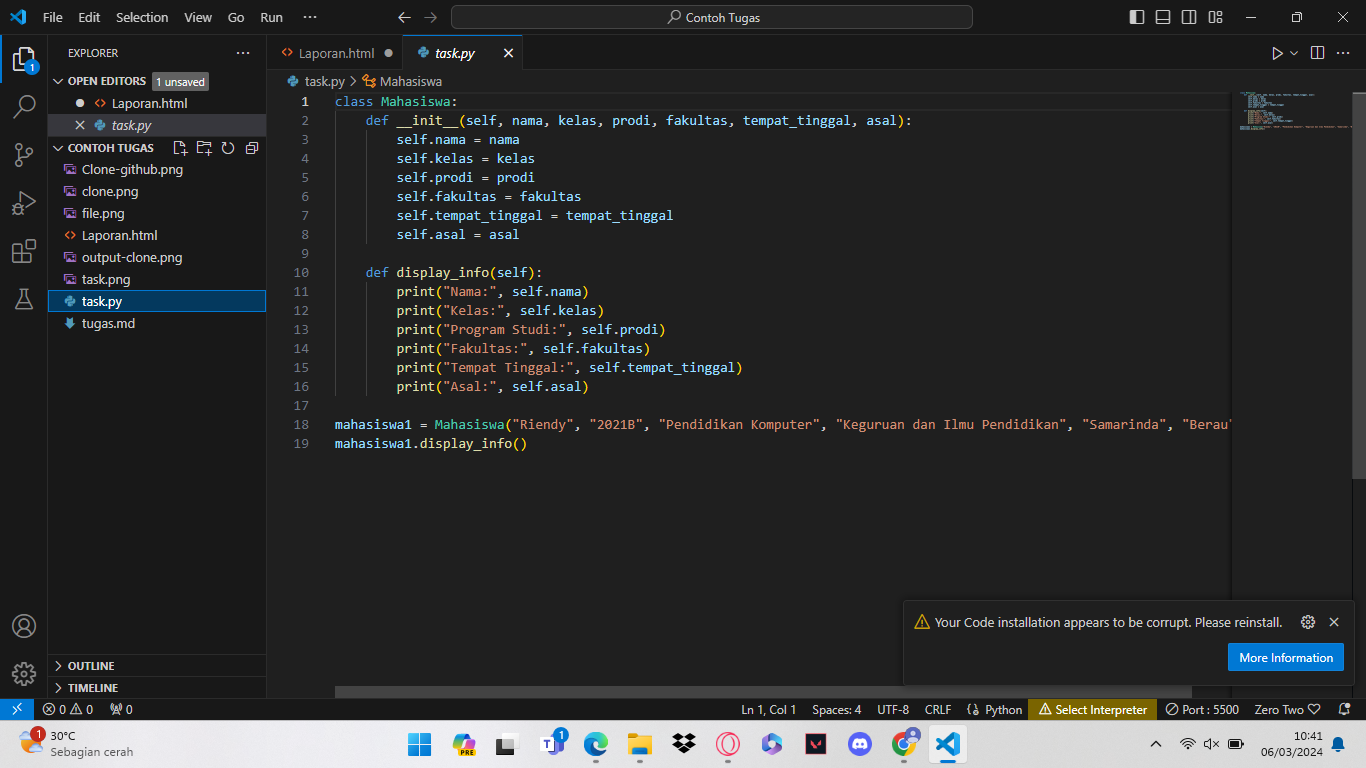 File Edit Selection View Go Run ··· Contoh Tugas
EXPLORER ···
OPEN EDITORS 1 unsaved
Laporan.html
task.py
CONTOH TUGAS
Clone-github.png
clone.png
file.png
Laporan.html
output-clone.png
task.png
task.py
tugas.md
OUTLINE
TIMELINE
1
Laporan.html
task.py
task.py > Mahasiswa
1 class Mahasiswa:
2     def __init__(self, nama, kelas, prodi, fakultas, tempat_tinggal, asal):
3         self.nama = nama
4         self.kelas = kelas
5         self.prodi = prodi
6         self.fakultas = fakultas
7         self.tempat_tinggal = tempat_tinggal
8         self.asal = asal
9
10     def display_info(self):
11         print("Nama:", self.nama)
12         print("Kelas:", self.kelas)
13         print("Program Studi:", self.prodi)
14         print("Fakultas:", self.fakultas)
15         print("Tempat Tinggal:", self.tempat_tinggal)
16         print("Asal:", self.asal)
17
18 mahasiswa1 = Mahasiswa("Riendy", "2021B", "Pendidikan Komputer", "Keguruan dan Ilmu Pendidikan", "Samarinda", "Berau"
19 mahasiswa1.display_info()
Your Code installation appears to be corrupt. Please reinstall.
More Information
0 0 0 Ln 1, Col 1 Spaces: 4 UTF-8 CRLF Python Select Interpreter Port : 5500 Zero Two
1
30°C
Sebagian cerah
PRE
1
10:41
06/03/2024